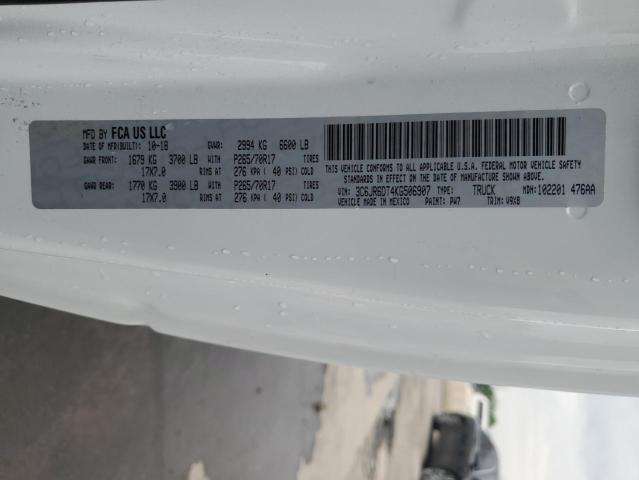 MFD BY FCA US LLC
DATE OF MFR(BUILT): 10-18 GVWR: 2994 KG 6600 LB
GAWR FRONT: 1679 KG 3700 LB WITH P265/70R17 TIRES
17X7.0 RIMS AT 276 KPA ( 40 PSI) COLD
GAWR REAR: 1770 KG 3900 LB WITH P265/70R17 TIRES
17X7.0 RIMS AT 276 KPA ( 40 PSI) COLD
THIS VEHICLE CONFORMS TO ALL APPLICABLE U.S.A. FEDERAL MOTOR VEHICLE SAFETY
STANDARDS IN EFFECT ON THE DATE OF MANUFACTURE SHOWN ABOVE.
VIN: 3C6JR6DT4KG506907 TYPE: TRUCK MDH: 102201 476AA
VEHICLE MADE IN MEXICO PAINT: PW7 TRIM: V9X8